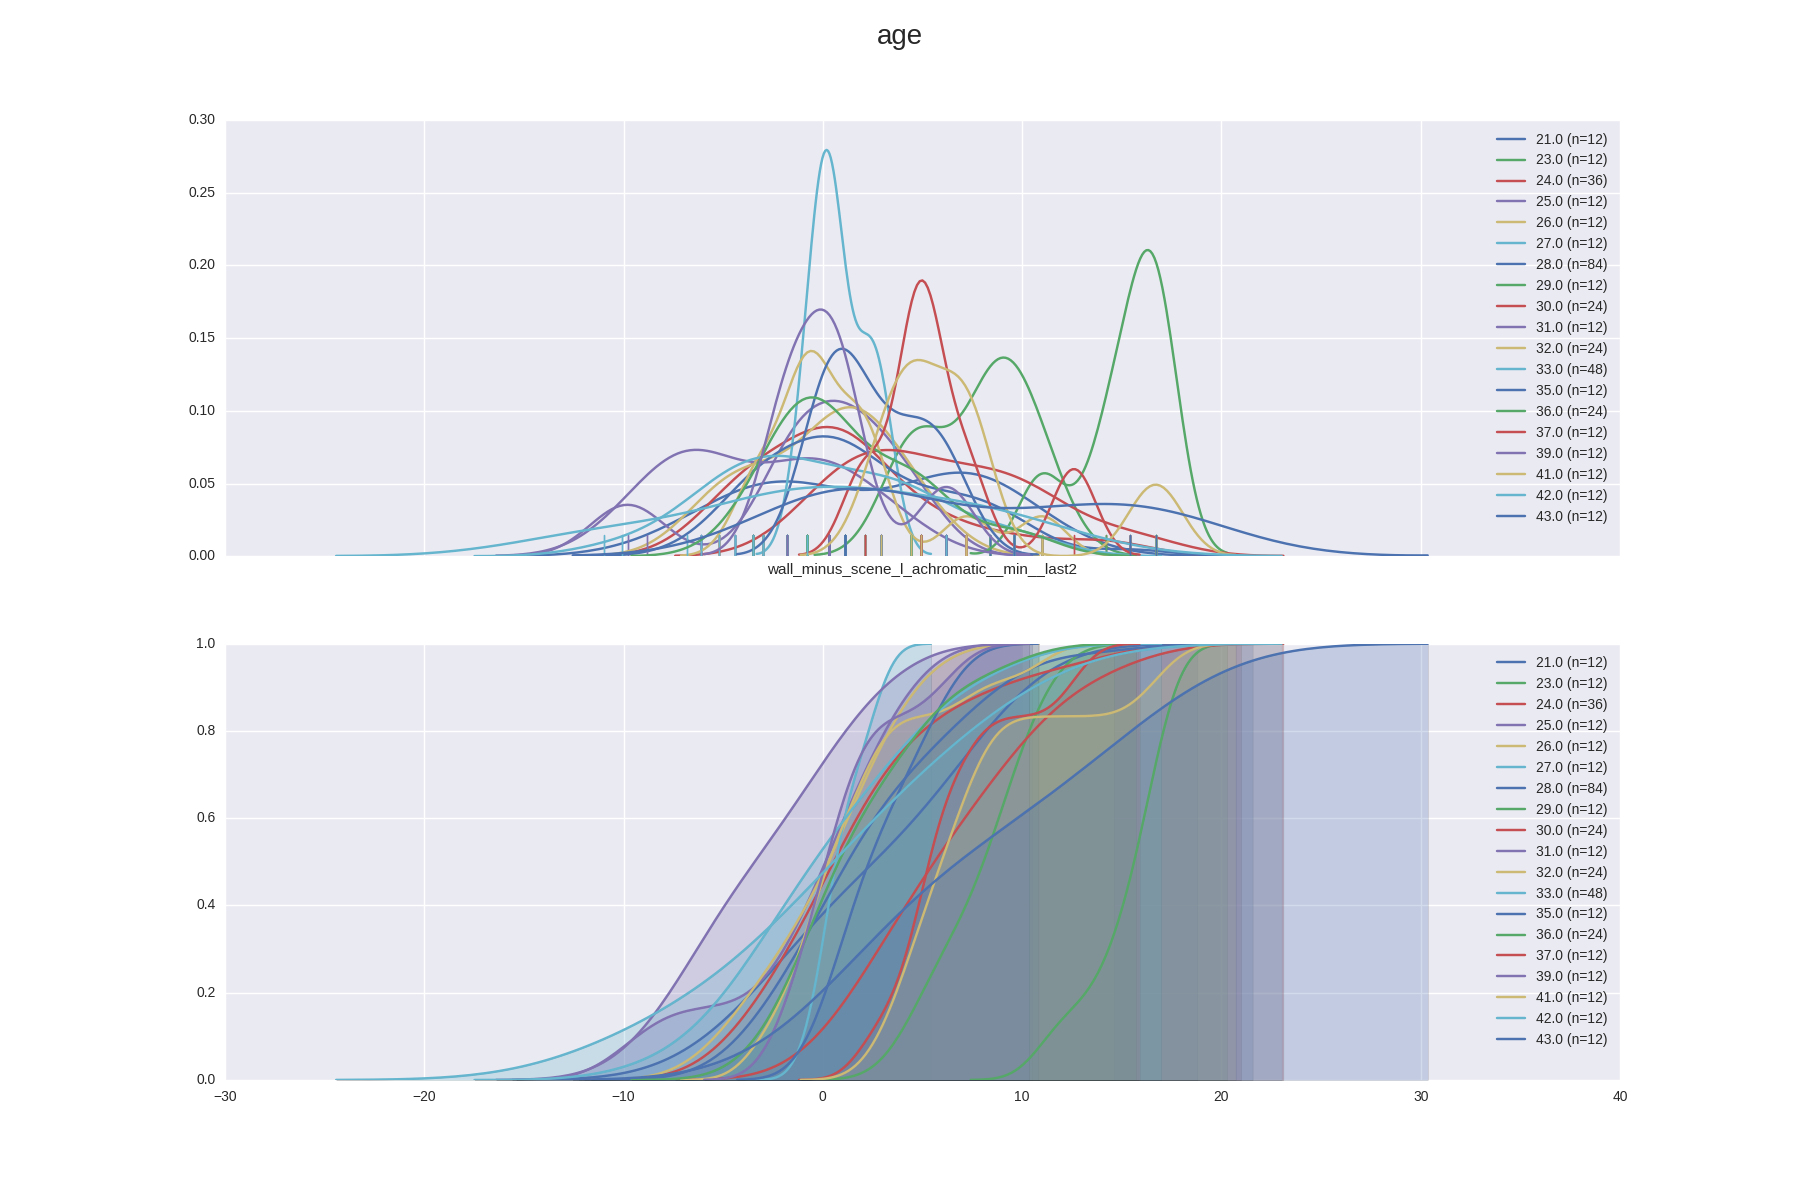 age
0.30
0.25
0.20
0.15
0.10
0.05
0.00
21.0 (n=12)
23.0 (n=12)
24.0 (n=36)
25.0 (n=12)
26.0 (n=12)
27.0 (n=12)
28.0 (n=84)
29.0 (n=12)
30.0 (n=24)
31.0 (n=12)
32.0 (n=24)
33.0 (n=48)
35.0 (n=12)
36.0 (n=24)
37.0 (n=12)
39.0 (n=12)
41.0 (n=12)
42.0 (n=12)
43.0 (n=12)
wall_minus_scene_l_achromatic__min__last2
1.0
0.8
0.6
0.4
0.2
0.0
21.0 (n=12)
23.0 (n=12)
24.0 (n=36)
25.0 (n=12)
26.0 (n=12)
27.0 (n=12)
28.0 (n=84)
29.0 (n=12)
30.0 (n=24)
31.0 (n=12)
32.0 (n=24)
33.0 (n=48)
35.0 (n=12)
36.0 (n=24)
37.0 (n=12)
39.0 (n=12)
41.0 (n=12)
42.0 (n=12)
43.0 (n=12)
−30 −20 −10 0 10 20 30 40